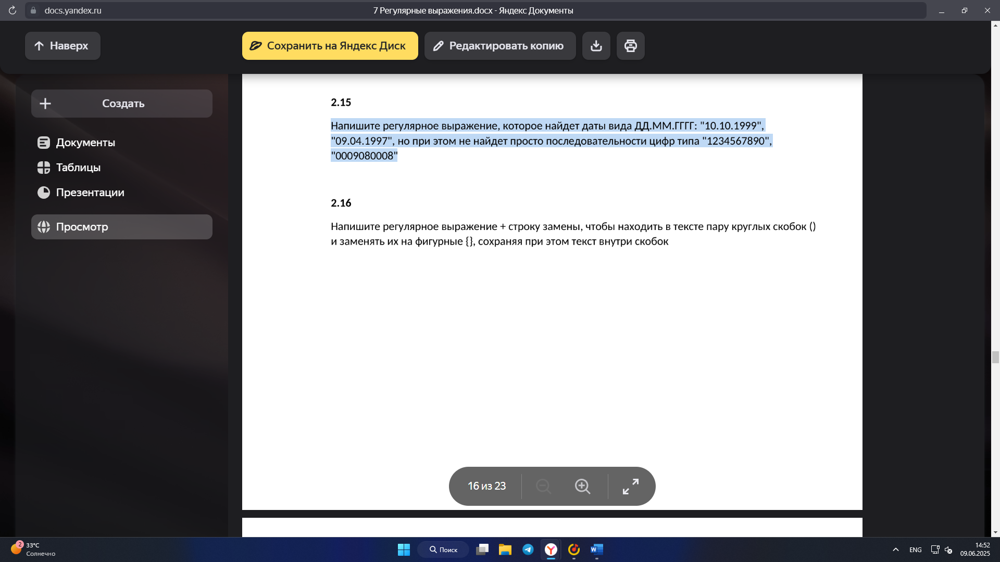 docs.yandex.ru
7 Регулярные выражения.docx - Яндекс Документы
Наверх
Сохранить на Яндекс Диск
Редактировать копию
Создать
Документы
Таблицы
Презентации
Просмотр
2.15
Напишите регулярное выражение, которое найдет даты вида ДД.ММ.ГГГГ: "10.10.1999",
"09.04.1997", но при этом не найдет просто последовательности цифр типа "1234567890",
"0009080008"
2.16
Напишите регулярное выражение + строку замены, чтобы находить в тексте пару круглых скобок ()
и заменять их на фигурные {}, сохраняя при этом текст внутри скобок
16 из 23
2
33°C
Солнечно
Поиск
ENG
14:52
09.06.2025